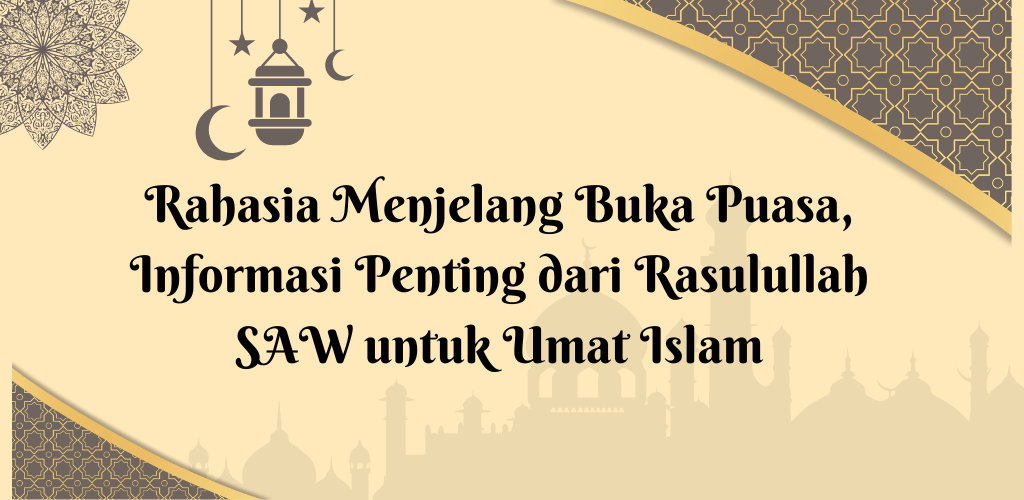 Rahasia Menjelang Buka Puasa,
Informasi Penting dari Rasulullah
SAW untuk Umat Islam